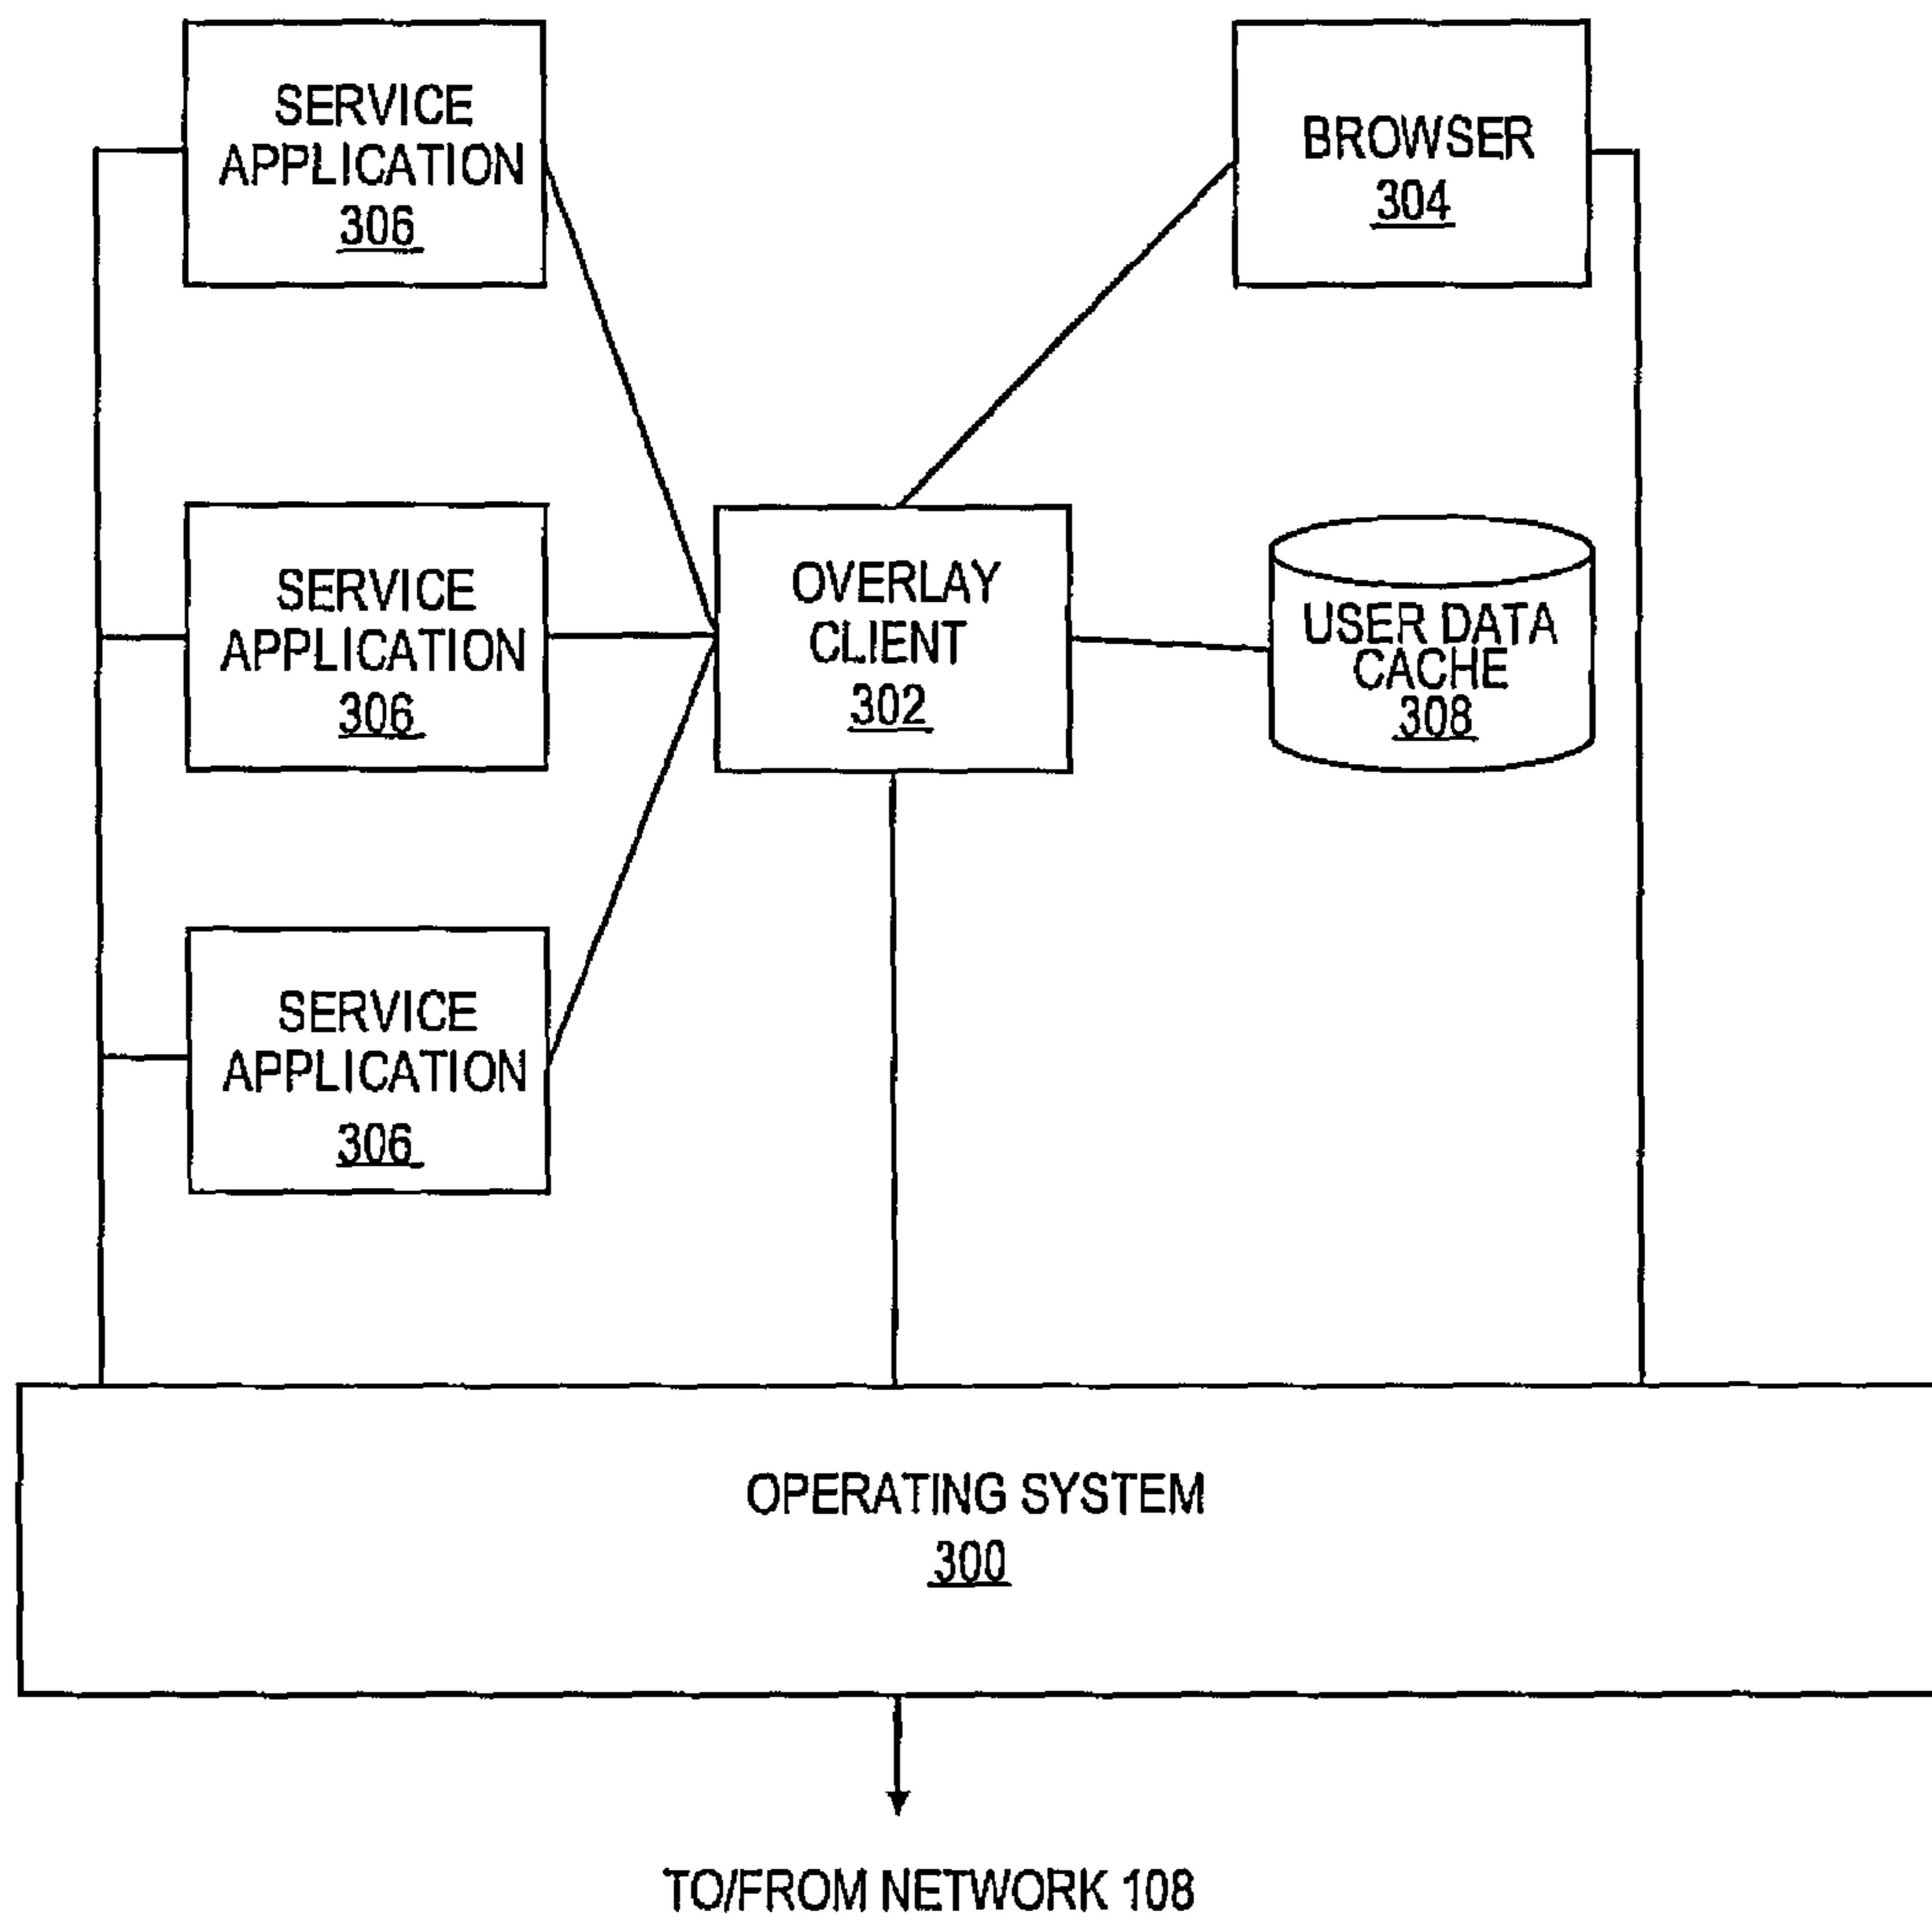 SERVICE
APPLICATION
306
BROWSER
304
SERVICE
APPLICATION
306
OVERLAY
CLIENT
302
USER DATA
CACHE
308
SERVICE
APPLICATION
306
OPERATING SYSTEM
300
TO/FROM NETWORK 108